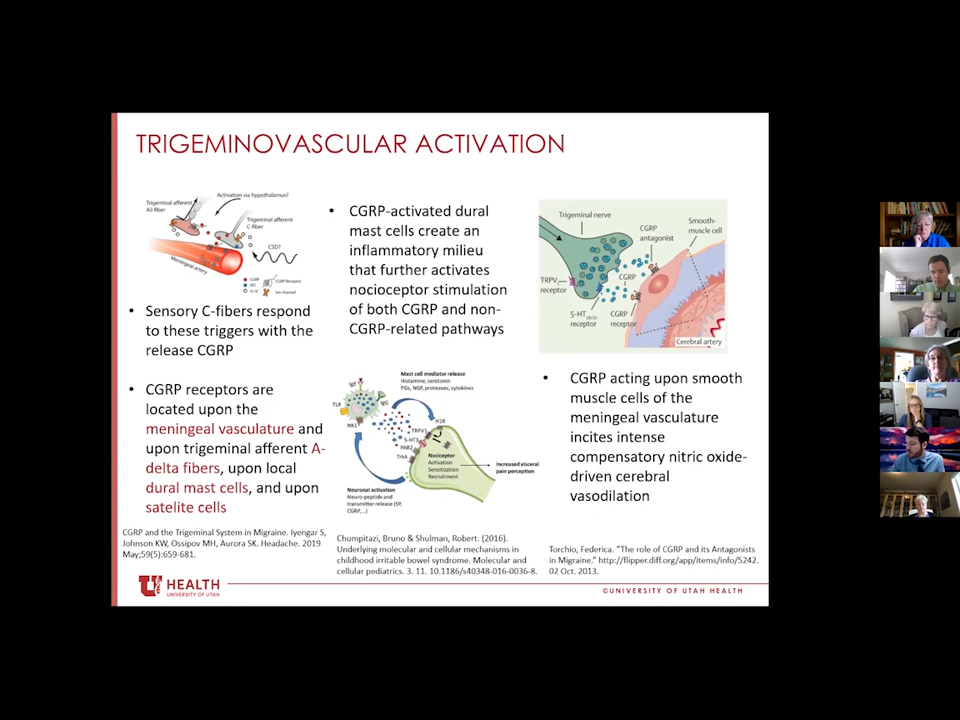 TRIGEMINOVASCULAR ACTIVATION
Activation via hypothalamus?
Trigeminal afferent
Aδ fiber
Trigeminal afferent
C-fiber
CSD?
Meningeal artery
CGRP
CGRP Receptor
Ion channel
• Sensory C-fibers respond
to these triggers with the
release CGRP
• CGRP receptors are
located upon the
meningeal vasculature and
upon trigeminal afferent A-
delta fibers, upon local
dural mast cells, and upon
satelite cells
CGRP and the Trigeminal System in Migraine. Iyengar S,
Johnson KW, Ossipov MH, Aurora SK. Headache. 2019
May;59(5):659-681.
• CGRP-activated dural
mast cells create an
inflammatory milieu
that further activates
nocioceptor stimulation
of both CGRP and non-
CGRP-related pathways
Mast cell mediator release
Histamine, serotonin
PGs, NGF, proteases, cytokines
IgE
TLR
IgG
NK1
H1R
TRPV1
5-HT3
PAR2
TrkA
Nociceptor
Activation
Sensitization
Recruitment
Increased visceral
pain perception
Neuronal activation
Neuro-peptide and
transmitter release (SP,
CGRP,...)
Chumpitazi, Bruno & Shulman, Robert. (2016).
Underlying molecular and cellular mechanisms in
childhood irritable bowel syndrome. Molecular and
cellular pediatrics. 3. 11. 10.1186/s40348-016-0036-8.
Trigeminal nerve
CGRP
antagonist
Smooth-
muscle cell
CGRP
TRPV1
receptor
5-HT
receptor
CGRP
receptor
Cerebral artery
• CGRP acting upon smooth
muscle cells of the
meningeal vasculature
incites intense
compensatory nitric oxide-
driven cerebral
vasodilation
Torchio, Federica. "The role of CGRP and its Antagonists
in Migraine." http://flipper.diff.org/app/items/info/5242.
02 Oct. 2013.
U HEALTH
UNIVERSITY OF UTAH
©UNIVERSITY OF UTAH HEALTH